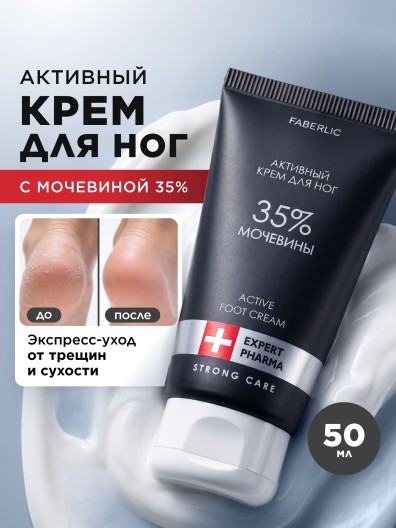 АКТИВНЫЙ
КРЕМ
ДЛЯ НОГ
С МОЧЕВИНОЙ 35%
до
после
Экспресс-уход
от трещин
и сухости
FABERLIC
АКТИВНЫЙ
КРЕМ ДЛЯ НОГ
35%
МОЧЕВИНЫ
ACTIVE
FOOT CREAM
EXPERT
PHARMA
STRONG CARE
50
МЛ